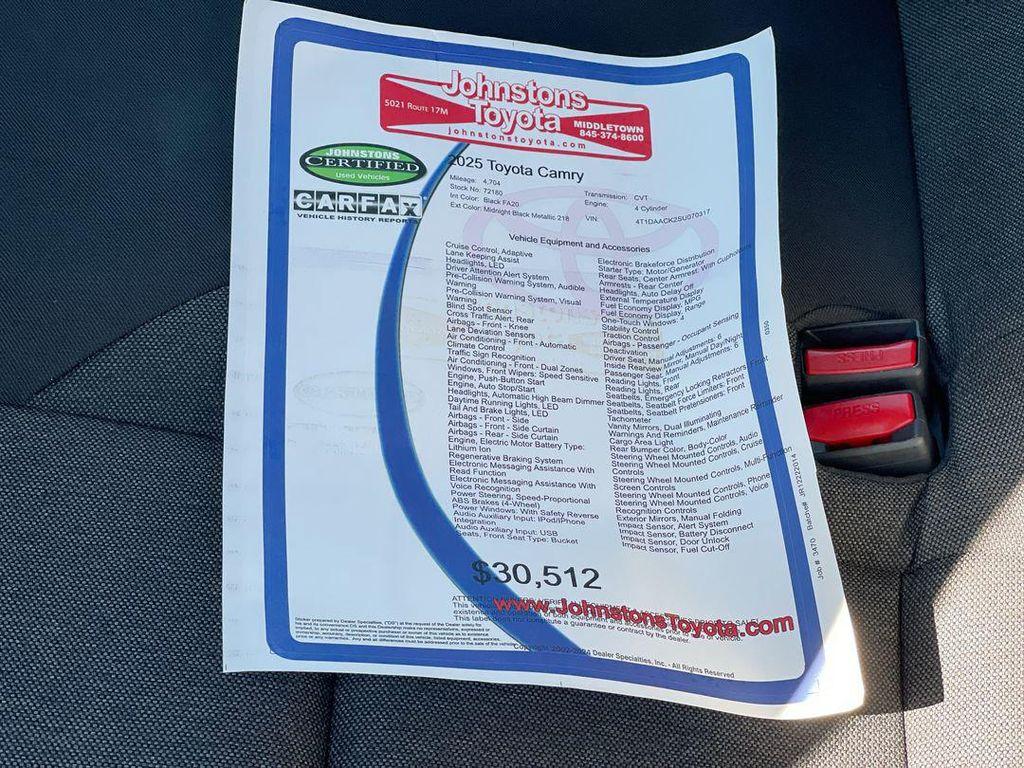 Johnstons
Toyota
5021 Route 17M
MIDDLETOWN
845-374-8600
johnstonstoyota.com
JOHNSTONS
CERTIFIED
Used Vehicles
CARFAX
VEHICLE HISTORY REPORTS
2025 Toyota Camry
Mileage: 4,704
Stock No: 72180
Int Color: Black FA20
Ext Color: Midnight Black Metallic 218
Transmission: CVT
Engine: 4 Cylinder
VIN: 4T1DAACK2SU070317
Vehicle Equipment and Accessories
Cruise Control, Adaptive
Lane Keeping Assist
Headlights, LED
Driver Attention Alert System
Pre-Collision Warning System, Audible
Warning
Pre-Collision Warning System, Visual
Warning
Blind Spot Sensor
Cross Traffic Alert, Rear
Airbags - Front - Knee
Lane Deviation Sensors
Air Conditioning - Front - Automatic
Climate Control
Traffic Sign Recognition
Air Conditioning - Front - Dual Zones
Windows, Front Wipers: Speed Sensitive
Engine, Push-Button Start
Engine, Auto Stop/Start
Headlights, Automatic High Beam Dimmer
Daytime Running Lights, LED
Tail And Brake Lights, LED
Airbags - Front - Side
Airbags - Front - Side Curtain
Airbags - Rear - Side Curtain
Engine, Electric Motor Battery Type:
Lithium Ion
Regenerative Braking System
Electronic Messaging Assistance With
Read Function
Electronic Messaging Assistance With
Voice Recognition
Power Steering, Speed-Proportional
ABS Brakes (4-Wheel)
Power Windows: With Safety Reverse
Audio Auxiliary Input: IPod/IPhone
Integration
Audio Auxiliary Input: USB
Seats, Front Seat Type: Bucket
Electronic Brakeforce Distribution
Starter Type: Motor/Generator
Rear Seats, Center Armrest: With Cupholders
Armrests - Rear Center
Headlights, Auto Delay Off
External Temperature Display
Fuel Economy Display, MPG
Fuel Economy Display, Range
One-Touch Windows, 4
Stability Control
Traction Control
Airbags - Passenger - Occupant Sensing
Deactivation
Driver Seat, Manual Adjustments: 6
Inside Rearview Mirror, Manual Day/Night
Passenger Seat, Manual Adjustments: 6
Reading Lights, Front
Reading Lights, Rear
Seatbelts, Emergency Locking Retractors: Front
Seatbelts, Seatbelt Force Limiters: Front
Seatbelts, Seatbelt Pretensioners: Front
Tachometer
Vanity Mirrors, Dual Illuminating
Warnings And Reminders, Maintenance Reminder
Cargo Area Light
Rear Bumper Color, Body-Color
Steering Wheel Mounted Controls, Audio
Steering Wheel Mounted Controls, Cruise
Controls
Steering Wheel Mounted Controls, Multi-Function
Screen Controls
Steering Wheel Mounted Controls, Phone
Steering Wheel Mounted Controls, Voice
Recognition Controls
Exterior Mirrors, Manual Folding
Impact Sensor, Alert System
Impact Sensor, Battery Disconnect
Impact Sensor, Door Unlock
Impact Sensor, Fuel Cut-Off
$30,512
www.JohnstonsToyota.com
This label does not constitute a guarantee or contract by the dealer.
Copyright 2002-2024 Dealer Specialties, Inc. - All Rights Reserved
0350
Job # 3470 Batch# JR12222014
PRESS
PRESS